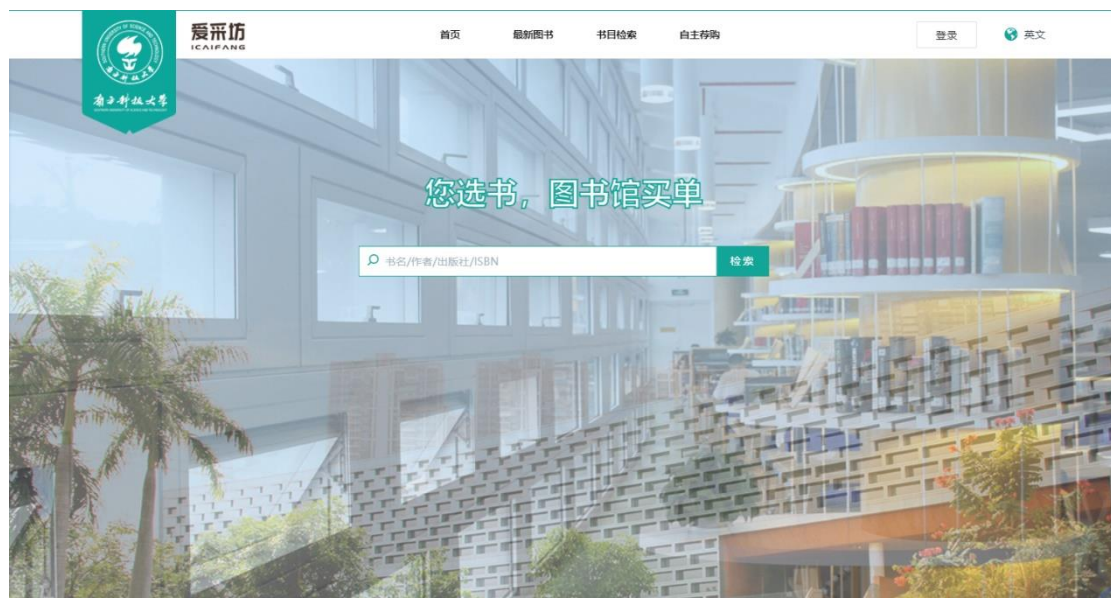 爱采坊
ICAIFANG
首页 最新图书 书目检索 自主荐购 登录 英文
南方科技大学
您选书，图书馆买单
书名/作者/出版社/ISBN 检索